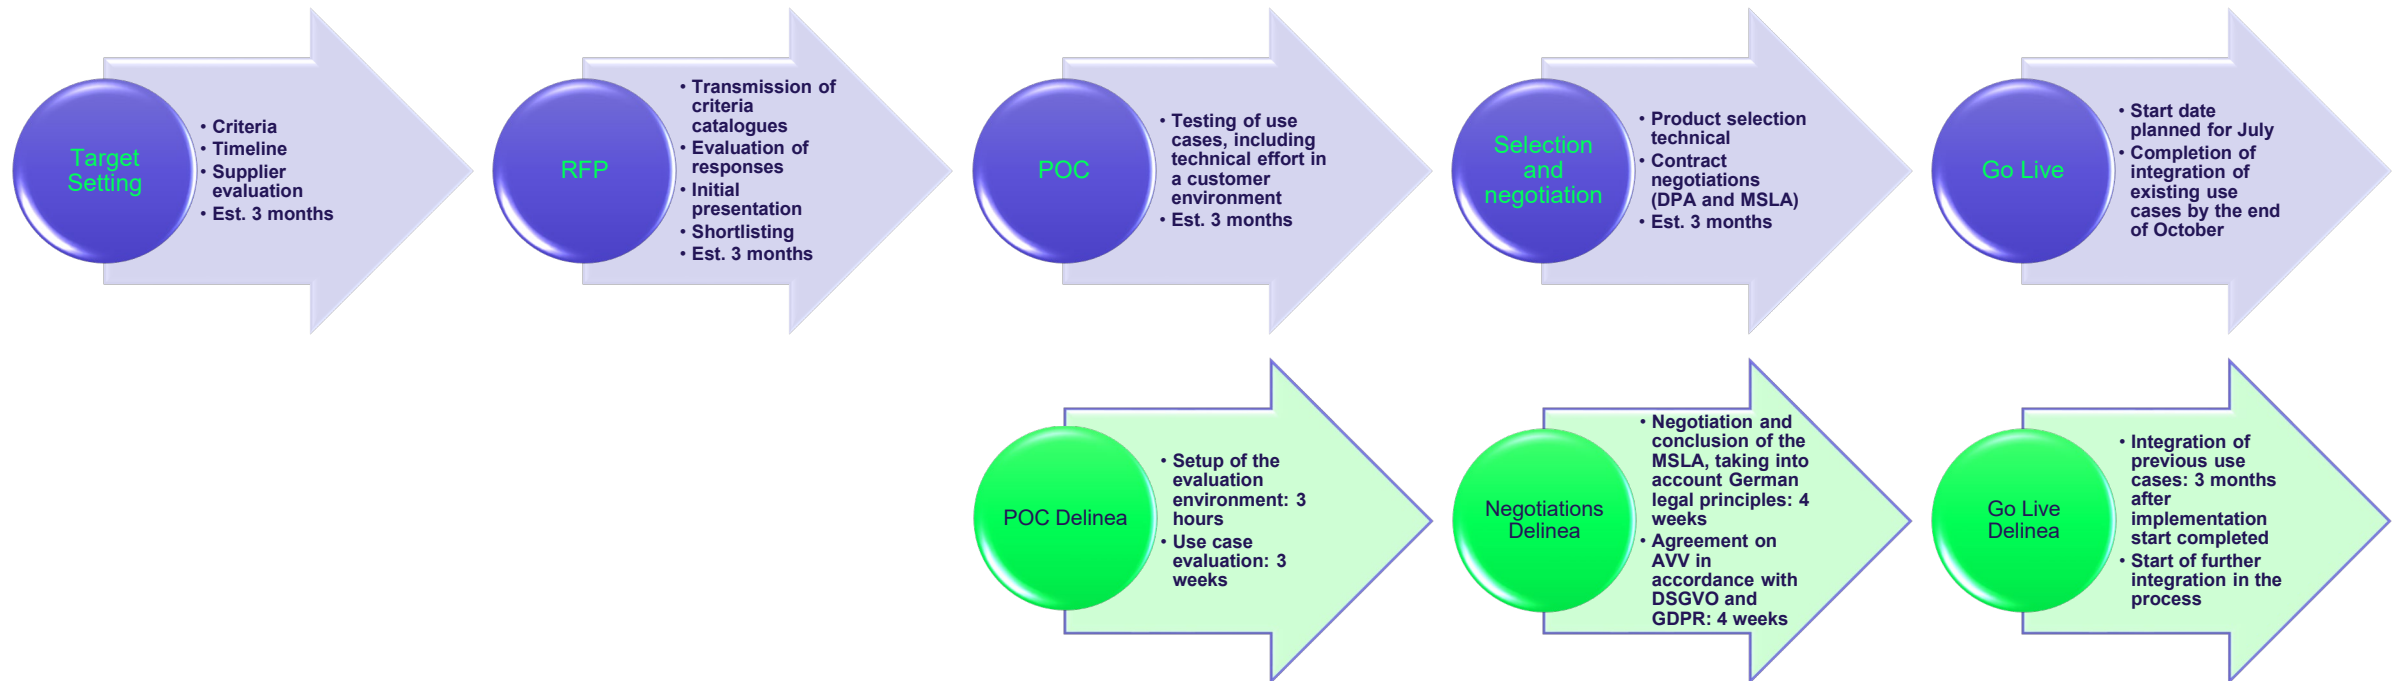 Target
Setting
• Criteria
• Timeline
• Supplier
evaluation
• Est. 3 months
RFP
• Transmission of
criteria
catalogues
• Evaluation of
responses
• Initial
presentation
• Shortlisting
• Est. 3 months
POC
• Testing of use
cases, including
technical effort in
a customer
environment
• Est. 3 months
Selection
and
negotiation
• Product selection
technical
• Contract
negotiations
(DPA and MSLA)
• Est. 3 months
Go Live
• Start date
planned for July
• Completion of
integration of
existing use
cases by the end
of October
POC Delinea
• Setup of the
evaluation
environment: 3
hours
• Use case
evaluation: 3
weeks
Negotiations
Delinea
• Negotiation and
conclusion of the
MSLA, taking into
account German
legal principles: 4
weeks
• Agreement on
AVV in
accordance with
DSGVO and
GDPR: 4 weeks
Go Live
Delinea
• Integration of
previous use
cases: 3 months
after
implementation
start completed
• Start of further
integration in the
process